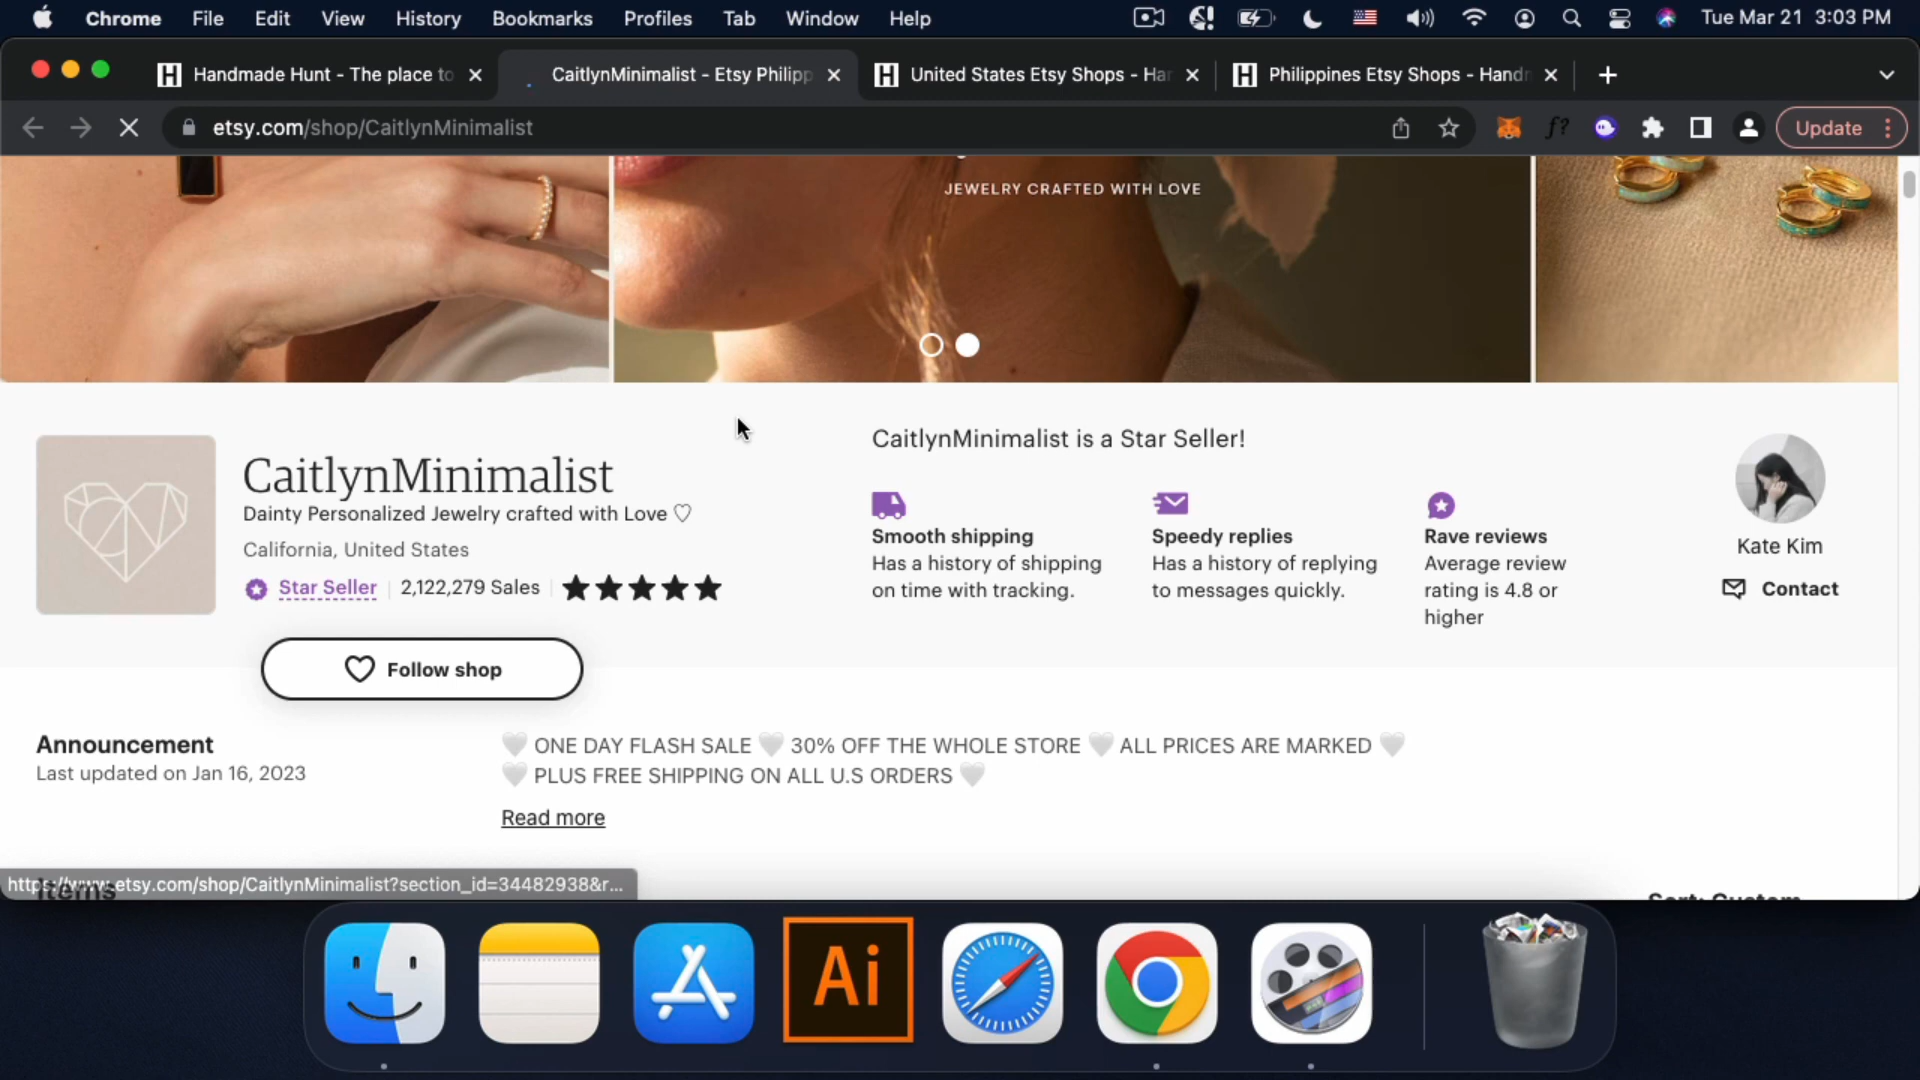 Chrome File Edit View History Bookmarks Profiles Tab Window Help Tue Mar 21 3:03 PM
Handmade Hunt - The place to CaitlynMinimalist - Etsy Philipp United States Etsy Shops - Har Philippines Etsy Shops - Handr
etsy.com/shop/CaitlynMinimalist f? Update
JEWELRY CRAFTED WITH LOVE
CaitlynMinimalist
Dainty Personalized Jewelry crafted with Love ♡
California, United States
Star Seller 2,122,279 Sales
Follow shop
CaitlynMinimalist is a Star Seller!
Smooth shipping
Has a history of shipping
on time with tracking.
Speedy replies
Has a history of replying
to messages quickly.
Rave reviews
Average review
rating is 4.8 or
higher
Kate Kim
Contact
Announcement
Last updated on Jan 16, 2023
🤍 ONE DAY FLASH SALE 🤍 30% OFF THE WHOLE STORE 🤍 ALL PRICES ARE MARKED 🤍
🤍 PLUS FREE SHIPPING ON ALL U.S ORDERS 🤍
Read more
Items
Sort: Custom
https://www.etsy.com/shop/CaitlynMinimalist?section_id=34482938&r...
Ai